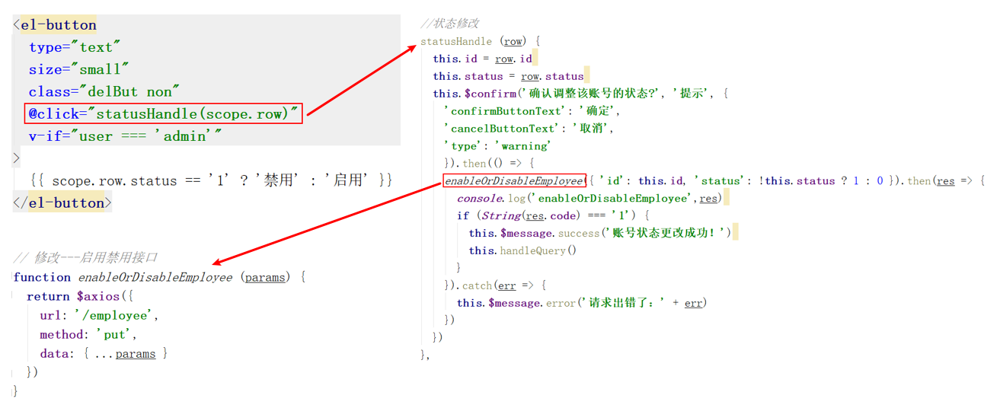 <el-button
type="text"
size="small"
class="delBut non"
@click="statusHandle(scope.row)"
v-if="user === 'admin'"
>
{{ scope.row.status == '1' ? '禁用' : '启用' }}
</el-button>
// 修改---启用禁用接口
function enableOrDisableEmployee (params) {
return $axios({
url: '/employee',
method: 'put',
data: { ...params }
})
}
//状态修改
statusHandle (row) {
this.id = row.id
this.status = row.status
this.$confirm('确认调整该账号的状态?', '提示', {
'confirmButtonText': '确定',
'cancelButtonText': '取消',
'type': 'warning'
}).then(() => {
enableOrDisableEmployee({ 'id': this.id, 'status': !this.status ? 1 : 0 }).then(res => {
console.log('enableOrDisableEmployee',res)
if (String(res.code) === '1') {
this.$message.success('账号状态更改成功！')
this.handleQuery()
}
}).catch(err => {
this.$message.error('请求出错了：' + err)
})
})
},